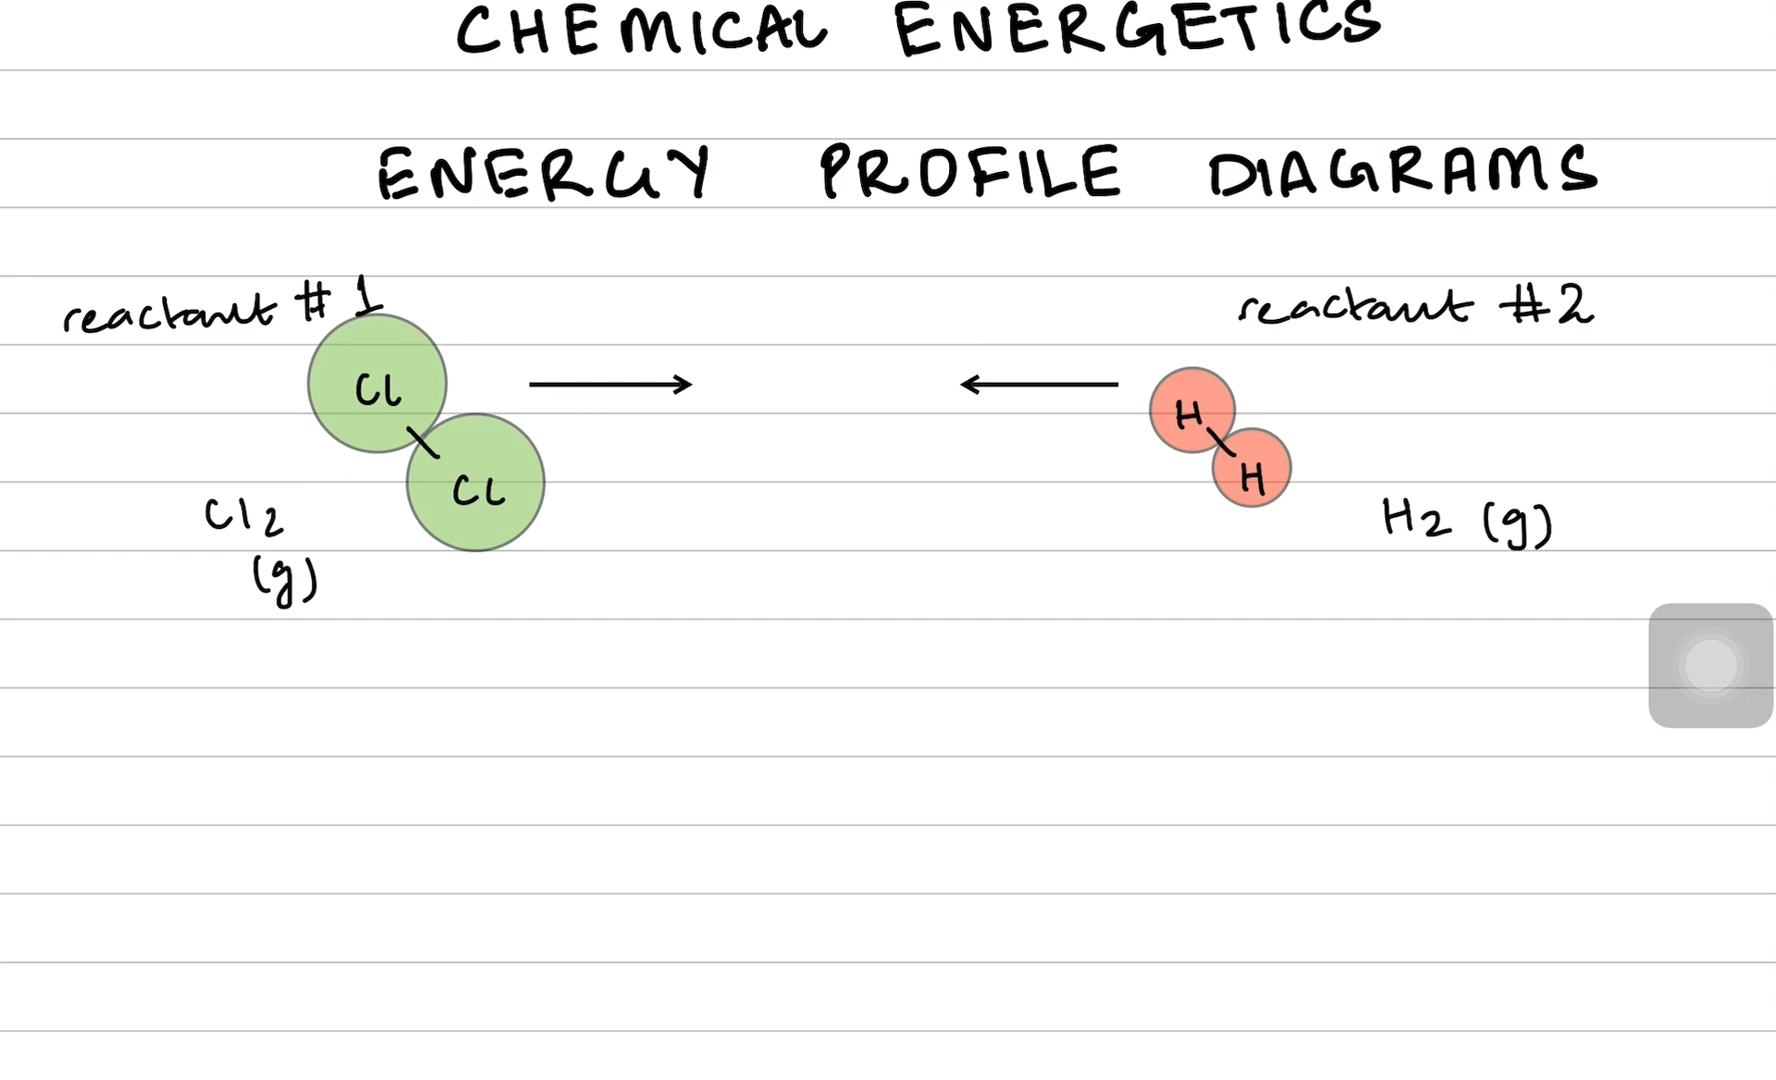 CHEMICAL ENERGETICS
ENERGY PROFILE DIAGRAMS
reactant #1
reactant #2
Cl
H
Cl
H
Cl2
(g)
H2 (g)